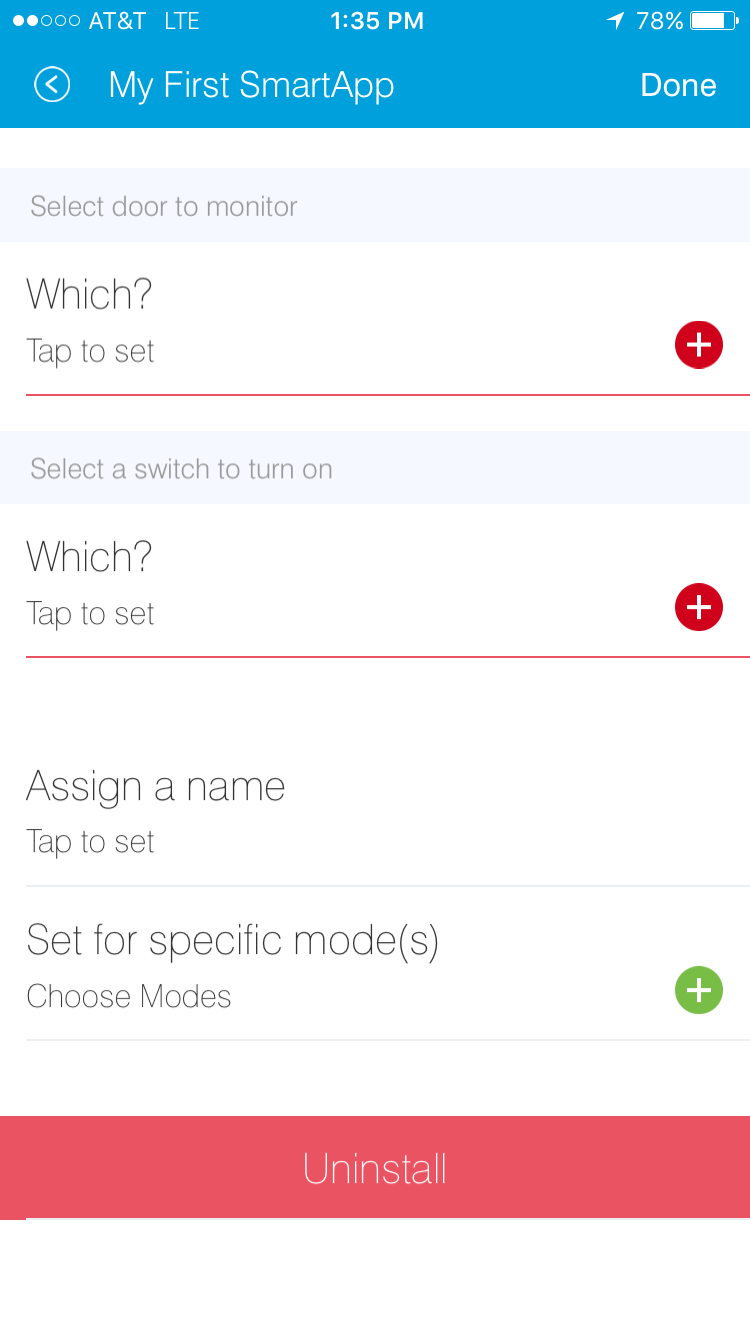 AT&T LTE 1:35 PM 78%
My First SmartApp Done
Select door to monitor
Which?
Tap to set
Select a switch to turn on
Which?
Tap to set
Assign a name
Tap to set
Set for specific mode(s)
Choose Modes
Uninstall